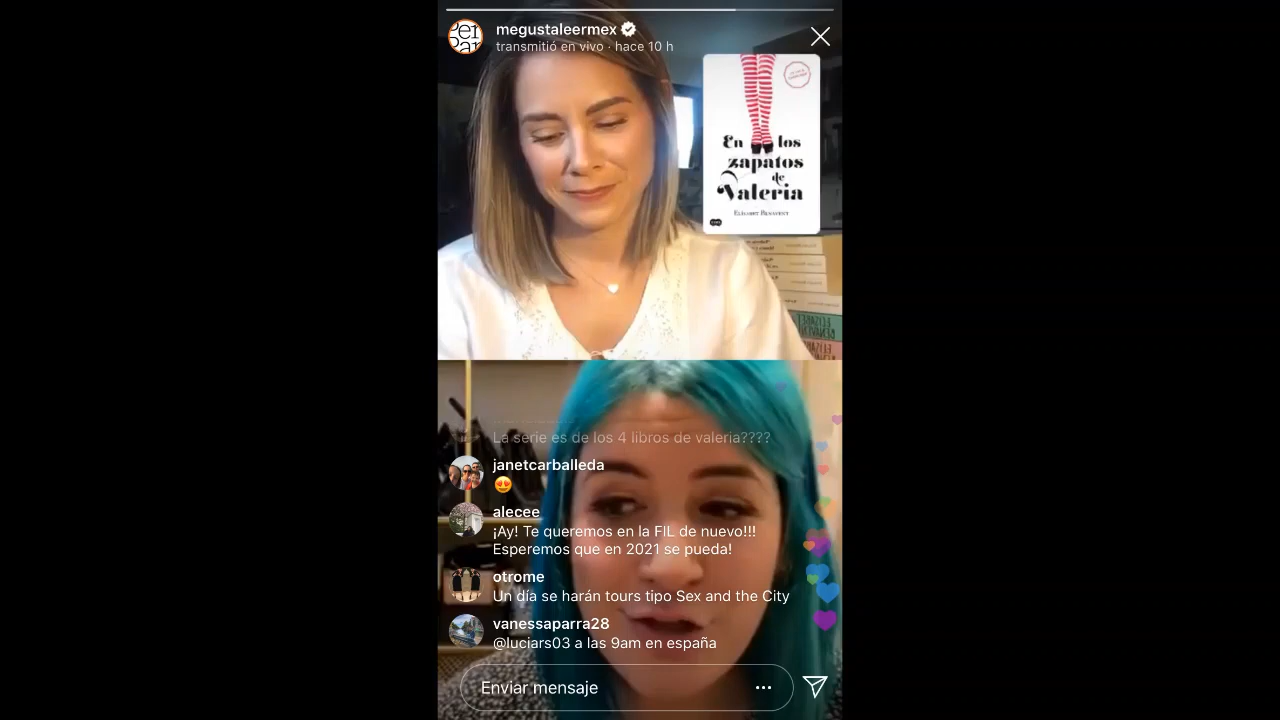 megustaleermex
transmitió en vivo · hace 10 h
En los
zapatos
de
Valeria
Elísabet Benavent
La serie es de los 4 libros de valeria????
janetcarballeda
😍
alecee
¡Ay! Te queremos en la FIL de nuevo!!!
Esperemos que en 2021 se pueda!
otrome
Un día se harán tours tipo Sex and the City
vanessaparra28
@luciars03 a las 9am en españa
Enviar mensaje